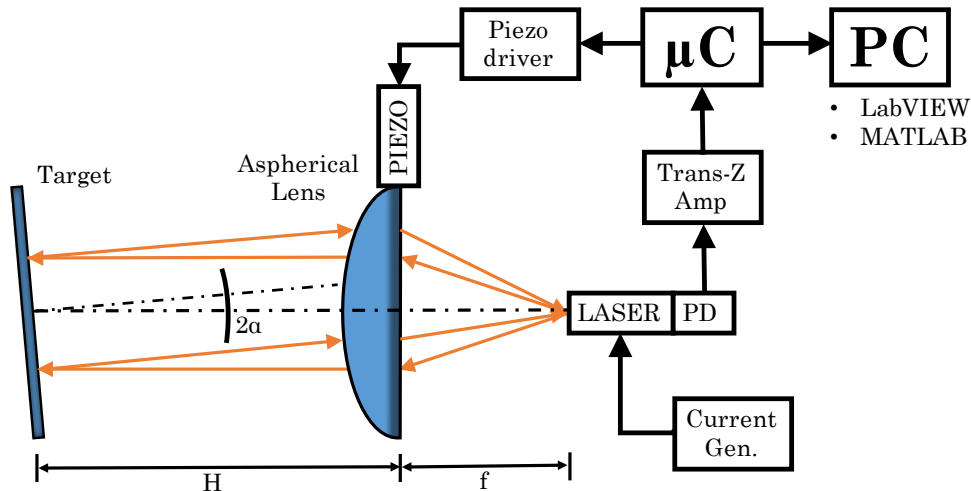 Piezo
driver
μC
PC
• LabVIEW
• MATLAB
PIEZO
Aspherical
Lens
Target
Trans-Z
Amp
2α
LASER
PD
Current
Gen.
H
f